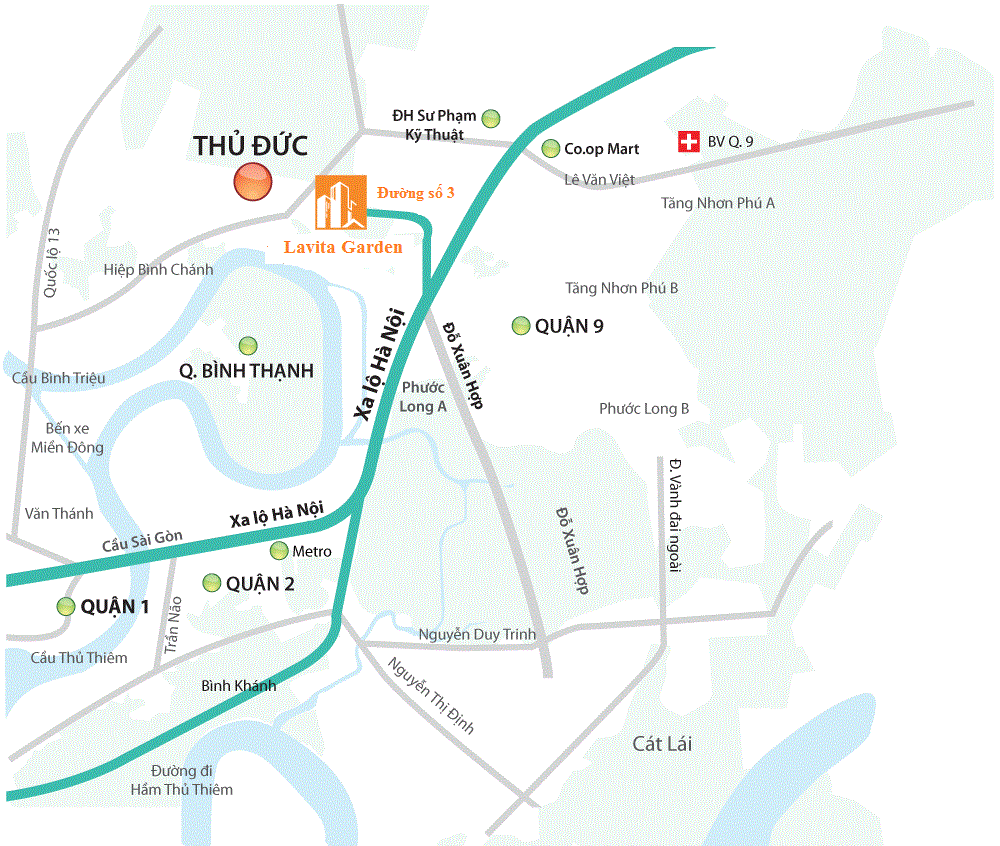 ĐH Sư Phạm
Kỹ Thuật
THỦ ĐỨC
Co.op Mart
BV Q. 9
Lê Văn Việt
Đường số 3
Tăng Nhơn Phú A
Lavita Garden
Quốc lộ 13
Hiệp Bình Chánh
Tăng Nhơn Phú B
QUẬN 9
Xa lộ Hà Nội
Đỗ Xuân Hợp
Q. BÌNH THẠNH
Cầu Bình Triệu
Phước
Long A
Phước Long B
Bến xe
Miền Đông
Đ. Vành đai ngoài
Văn Thánh
Xa lộ Hà Nội
Cầu Sài Gòn
Đỗ Xuân Hợp
Metro
QUẬN 2
QUẬN 1
Trần Não
Nguyễn Duy Trinh
Cầu Thủ Thiêm
Bình Khánh
Nguyễn Thị Định
Cát Lái
Đường đi
Hầm Thủ Thiêm